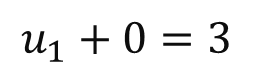 u₁ + 0 = 3